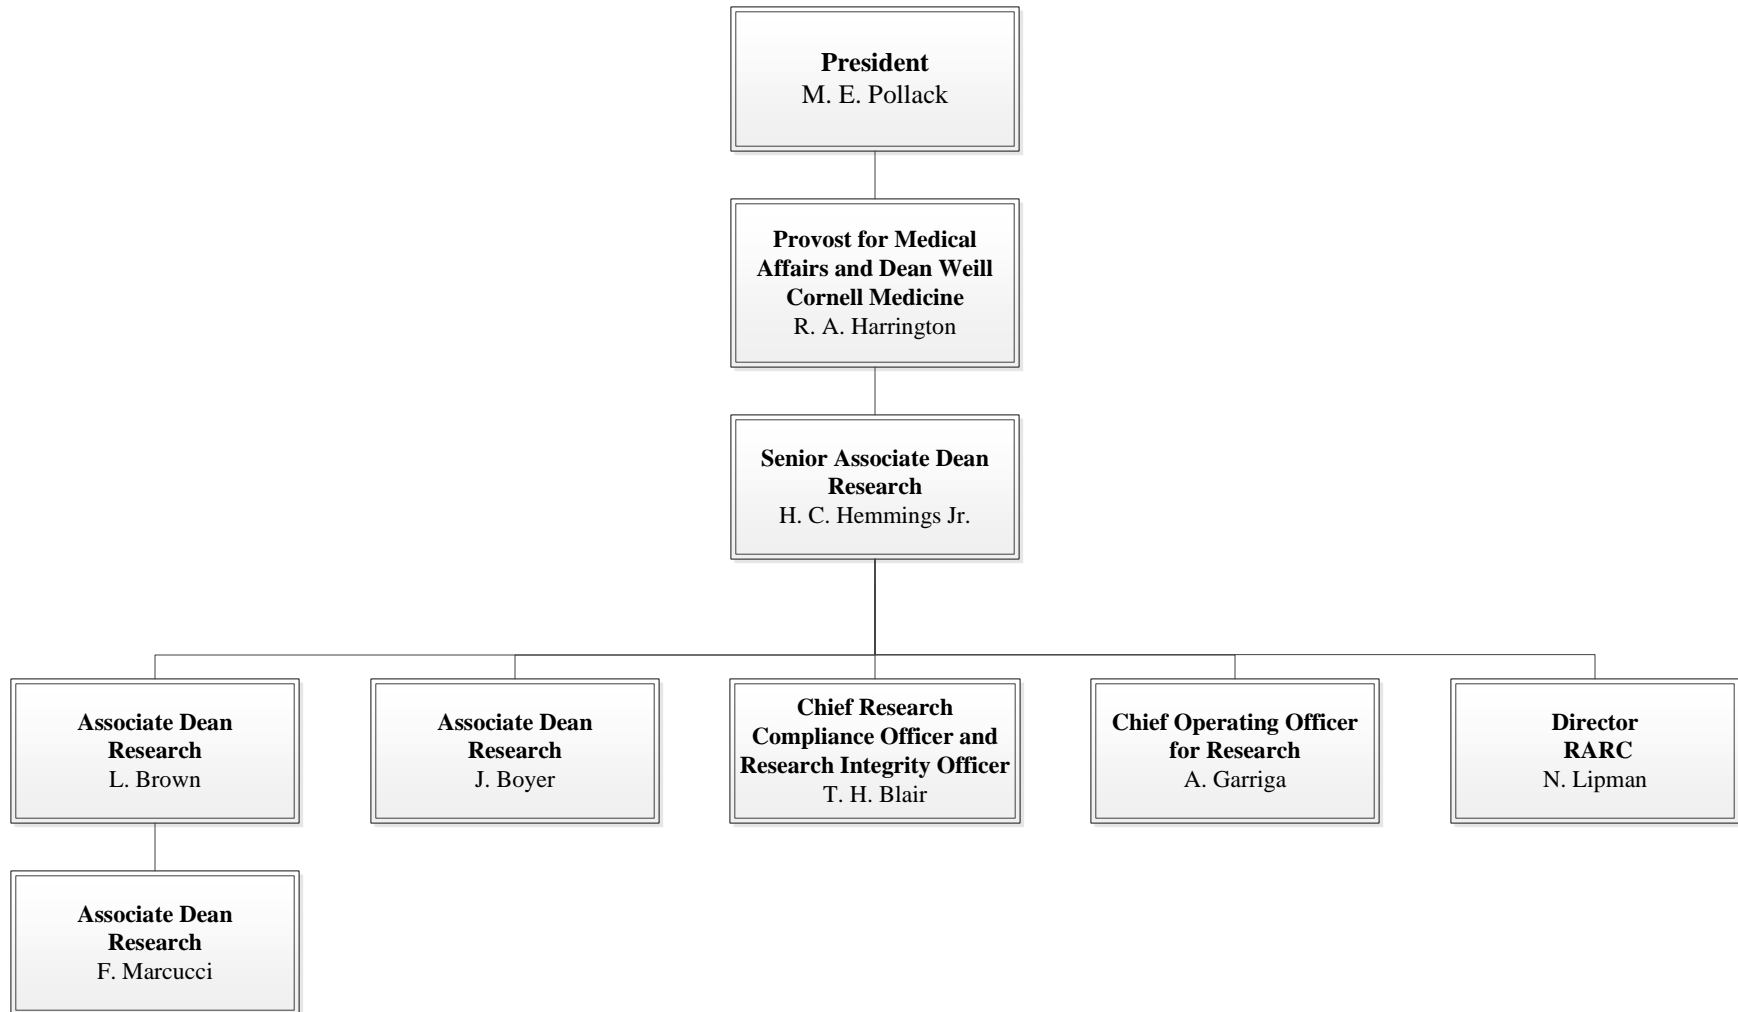 President
M. E. Pollack
Provost for Medical
Affairs and Dean Weill
Cornell Medicine
R. A. Harrington
Senior Associate Dean
Research
H. C. Hemmings Jr.
Associate Dean
Research
L. Brown
Associate Dean
Research
J. Boyer
Chief Research
Compliance Officer and
Research Integrity Officer
T. H. Blair
Chief Operating Officer
for Research
A. Garriga
Director
RARC
N. Lipman
Associate Dean
Research
F. Marcucci